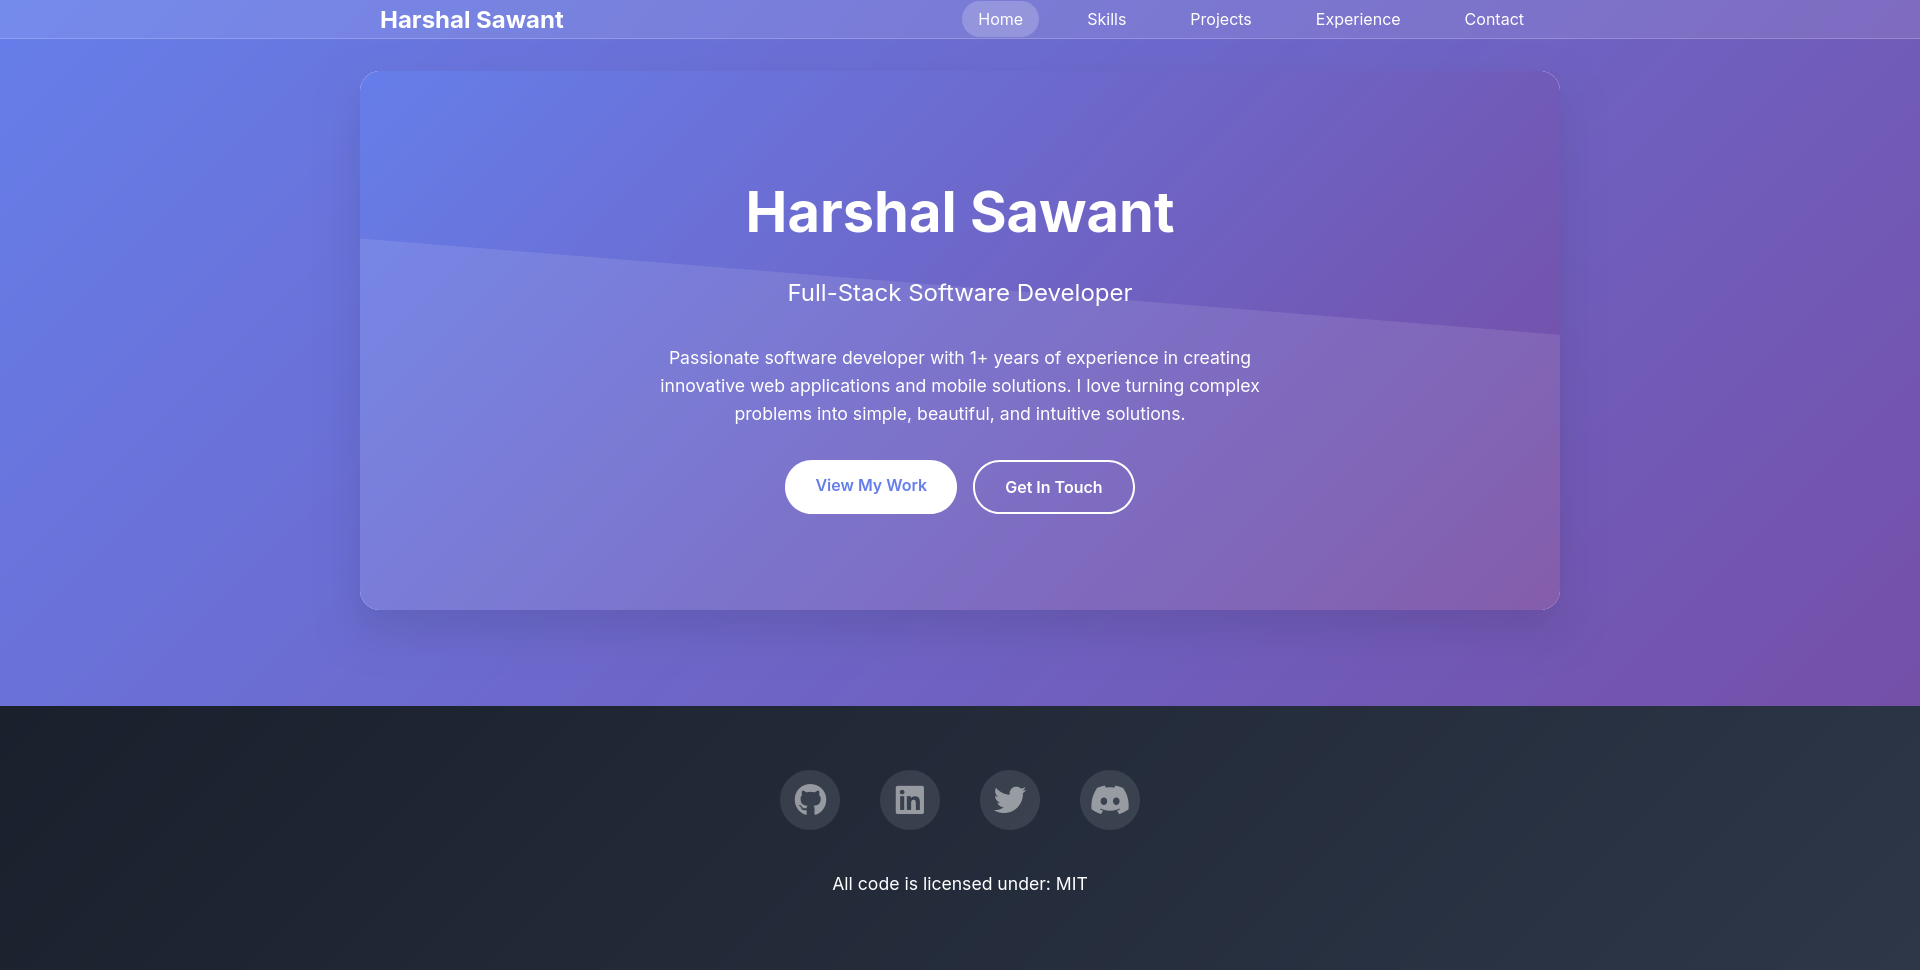 Harshal Sawant
Home
Skills
Projects
Experience
Contact
Harshal Sawant
Full-Stack Software Developer
Passionate software developer with 1+ years of experience in creating
innovative web applications and mobile solutions. I love turning complex
problems into simple, beautiful, and intuitive solutions.
View My Work
Get In Touch
in
All code is licensed under: MIT